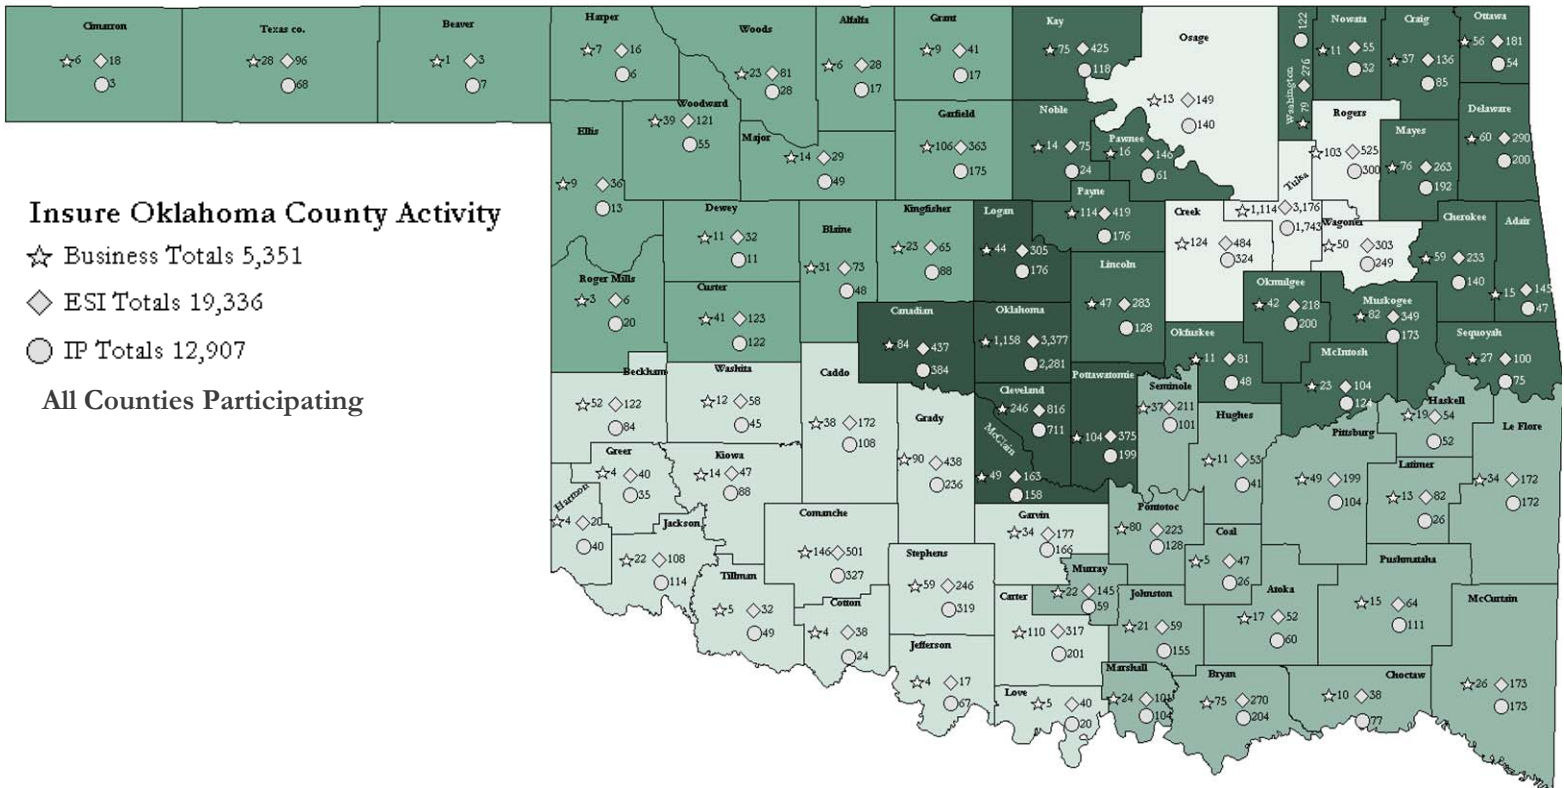 Insure Oklahoma County Activity
Business Totals 5,351
ESI Totals 19,336
IP Totals 12,907
All Counties Participating
Cimarron
6 18
3
Texas co.
28 96
68
Beaver
1 3
7
Harper
7 16
6
Woods
23 81
28
Alfalfa
6 28
17
Grant
9 41
17
Kay
75 425
118
Osage
13 149
140
Washington
79 276 122
Nowata
11 55
32
Craig
37 136
85
Ottawa
56 181
54
Ellis
9 36
13
Woodward
39 121
55
Major
14 29
49
Garfield
106 363
175
Noble
14 75
24
Pawnee
16 146
61
Rogers
103 525
300
Mayes
76 263
192
Delaware
60 290
200
Roger Mills
3 6
20
Dewey
11 32
11
Custer
41 123
122
Blaine
31 73
48
Kingfisher
23 65
88
Logan
44 305
176
Payne
114 419
176
Lincoln
47 283
128
Creek
124 484
324
Tulsa
1,114 3,176
1,743
Wagoner
50 303
249
Cherokee
59 233
140
Adair
15 145
47
Canadian
84 437
384
Oklahoma
1,158 3,377
2,281
Okfuskee
11 81
48
Okmulgee
42 218
200
Muskogee
82 349
173
McIntosh
23 104
124
Sequoyah
27 100
75
Beckham
52 122
84
Washita
12 58
45
Caddo
38 172
108
Grady
90 438
236
Cleveland
246 816
711
McClain
49 163
158
Pottawatomie
104 375
199
Seminole
37 211
101
Hughes
11 53
41
Pittsburg
49 199
104
Haskell
19 54
52
Latimer
13 82
26
Le Flore
34 172
172
Greer
4 40
35
Harmon
4 20
40
Kiowa
14 47
88
Jackson
22 108
114
Tillman
5 32
49
Comanche
146 501
327
Cotton
4 38
24
Stephens
59 246
319
Jefferson
4 17
67
Garvin
34 177
166
Murray
22 145
59
Carter
110 317
201
Love
5 40
20
Pontotoc
80 223
128
Johnston
21 59
155
Marshall
24 101
104
Coal
5 47
26
Atoka
17 52
60
Bryan
75 270
204
Pushmataha
15 64
111
Choctaw
10 38
77
McCurtain
26 173
173